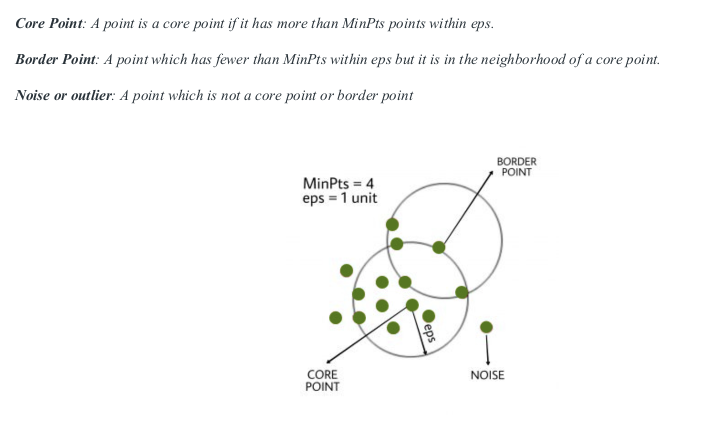 Core Point: A point is a core point if it has more than MinPts points within eps.
Border Point: A point which has fewer than MinPts within eps but it is in the neighborhood of a core point.
Noise or outlier: A point which is not a core point or border point
BORDER
POINT
MinPts = 4
eps = 1 unit
eps
CORE
POINT
NOISE